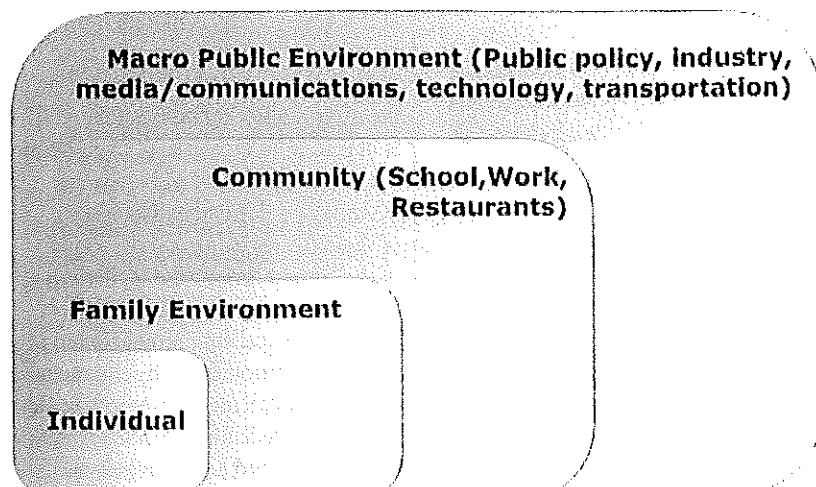 Macro Public Environment (Public policy, industry,
media/communications, technology, transportation)
Community (School,Work,
Restaurants)
Family Environment
Individual